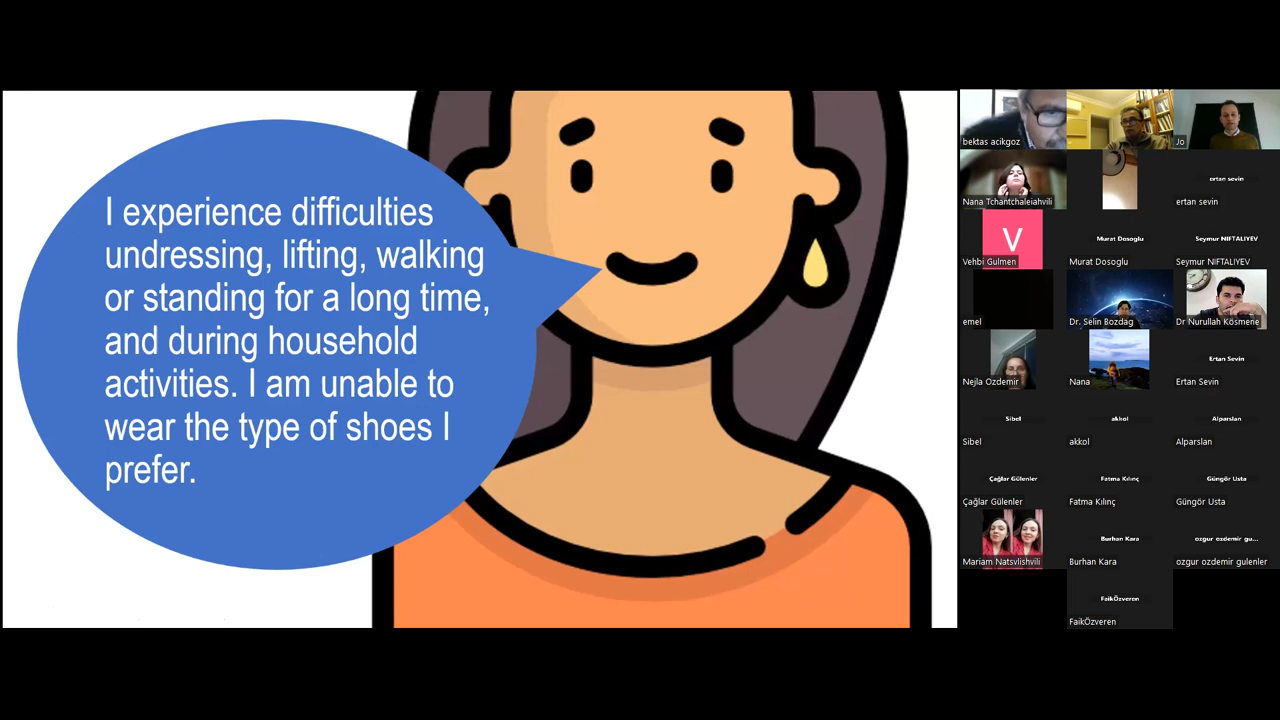 I experience difficulties
undressing, lifting, walking
or standing for a long time,
and during household
activities. I am unable to
wear the type of shoes I
prefer.
bektas acikgoz
Jo
Nana Tchantchaleiahvili
ertan sevin
ertan sevin
V
Vehbi Gulmen
Murat Dosoglu
Murat Dosoglu
Seymur NIFTALIYEV
Seymur NIFTALIYEV
emel
Dr. Selin Bozdag
Dr Nurullah Kösmene
Nejla Ozdemir
Nana
Ertan Sevin
Ertan Sevin
Sibel
Sibel
akkol
akkol
Alparslan
Alparslan
Çağlar Gülenler
Çağlar Gülenler
Fatma Kılınç
Fatma Kılınç
Güngör Usta
Güngör Usta
Mariam Natsvlishvili
Burhan Kara
Burhan Kara
ozgur ozdemir gu...
ozgur ozdemir gulenler
FaikÖzveren
FaikÖzveren